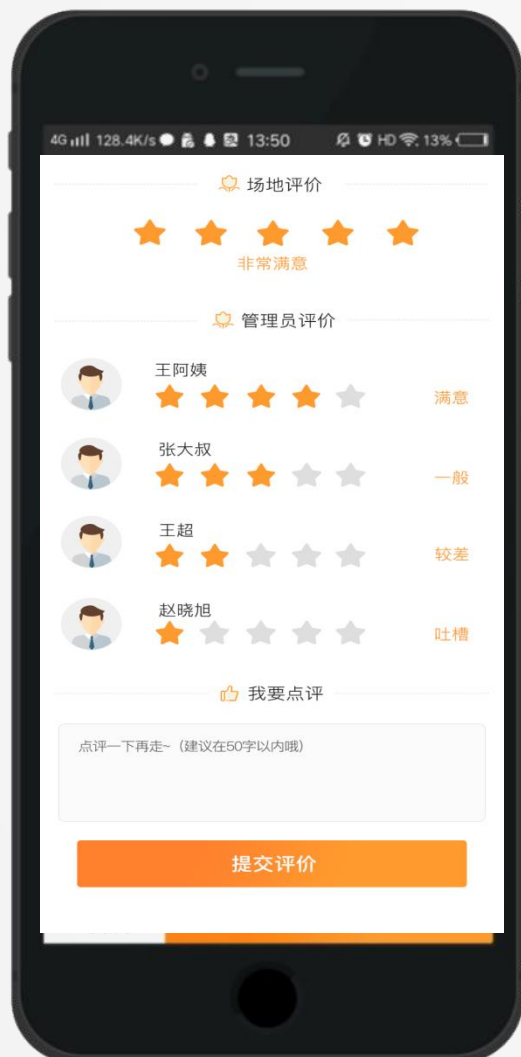 4G 128.4K/s 13:50 HD 13%
场地评价
非常满意
管理员评价
王阿姨
满意
张大叔
一般
王超
较差
赵晓旭
吐槽
我要点评
点评一下再走~（建议在50字以内哦）
提交评价